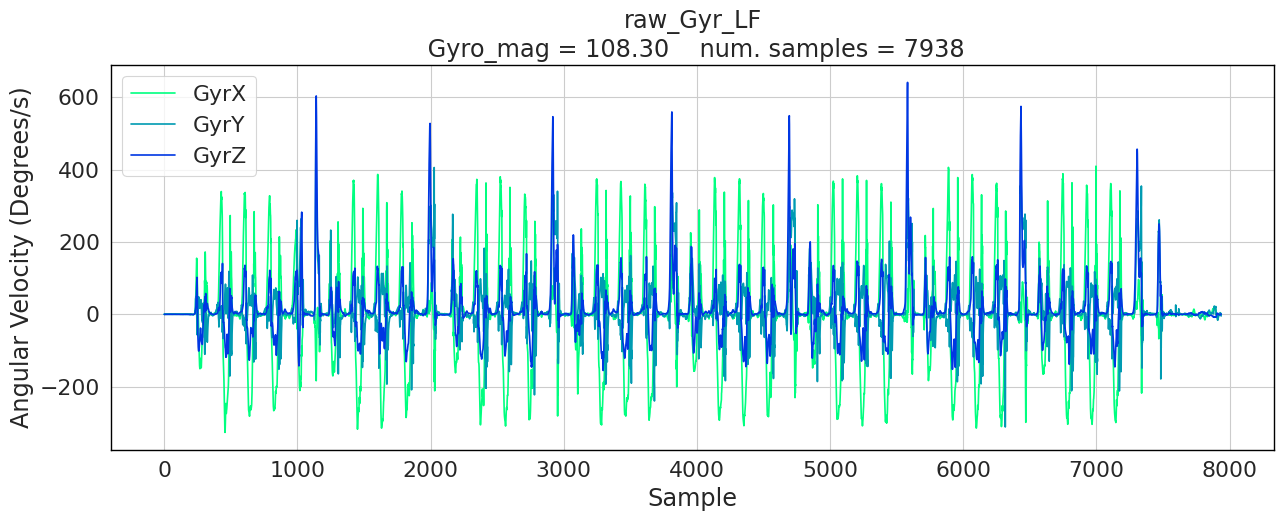 raw_Gyr_LF
Gyro_mag = 108.30    num. samples = 7938
GyrX
GyrY
GyrZ
Angular Velocity (Degrees/s)
600
400
200
0
−200
0 1000 2000 3000 4000 5000 6000 7000 8000
Sample